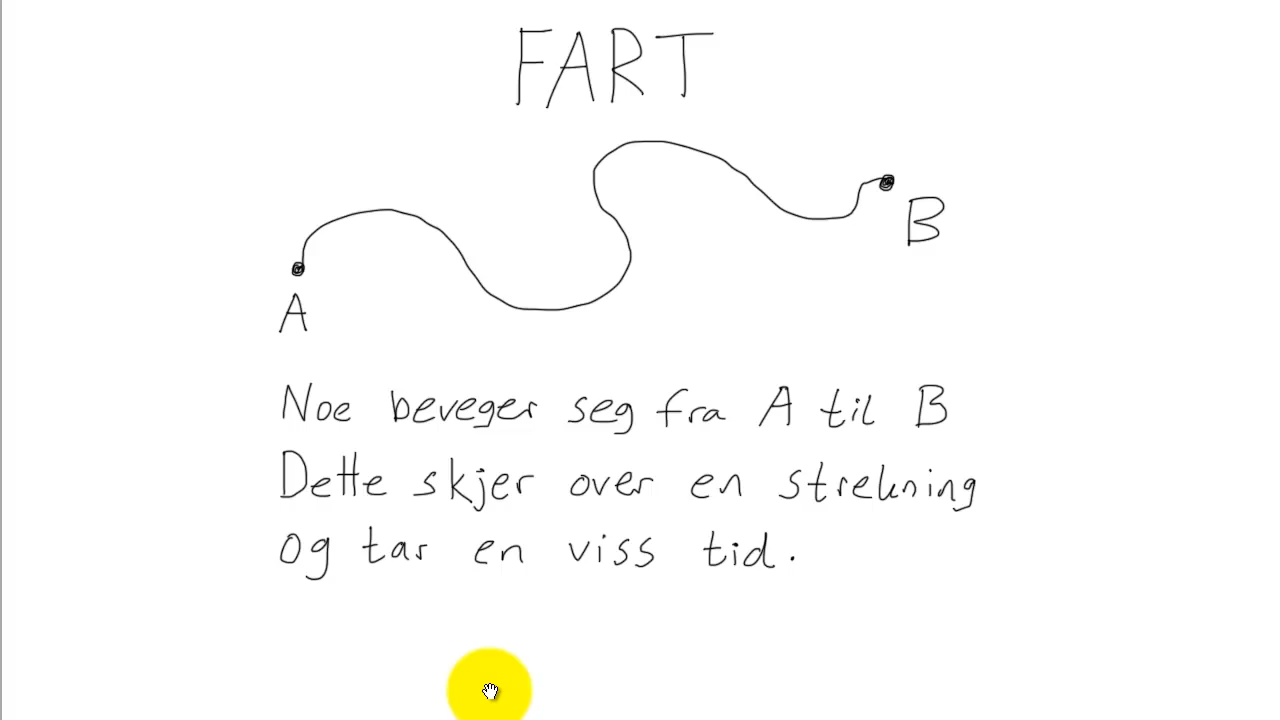 FART
B
A
Noe beveger seg fra A til B
Dette skjer over en strekning
og tar en viss tid.